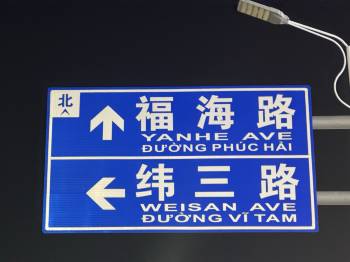 北
福海路
YANHE AVE
ĐƯỜNG PHÚC HẢI
纬三路
WEISAN AVE
ĐƯỜNG VĨ TAM